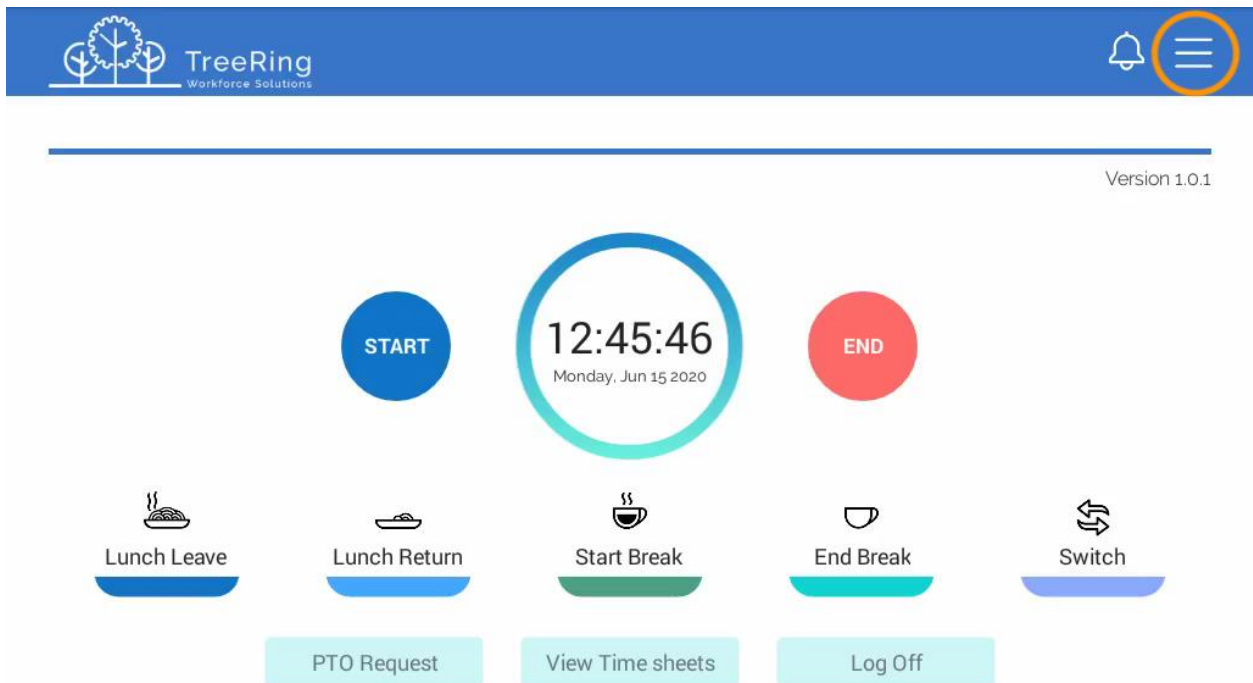 TreeRing
Workforce Solutions
Version 1.0.1
START
12:45:46
Monday, Jun 15 2020
END
Lunch Leave
Lunch Return
Start Break
End Break
Switch
PTO Request
View Time sheets
Log Off